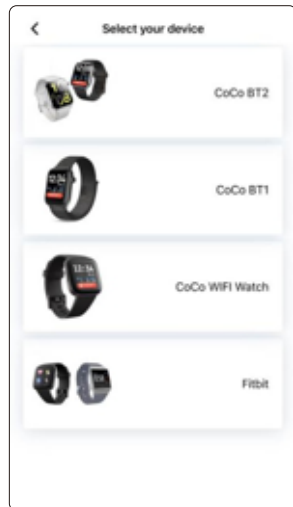 Select your device
CoCo BT2
CoCo BT1
CoCo WIFI Watch
Fitbit